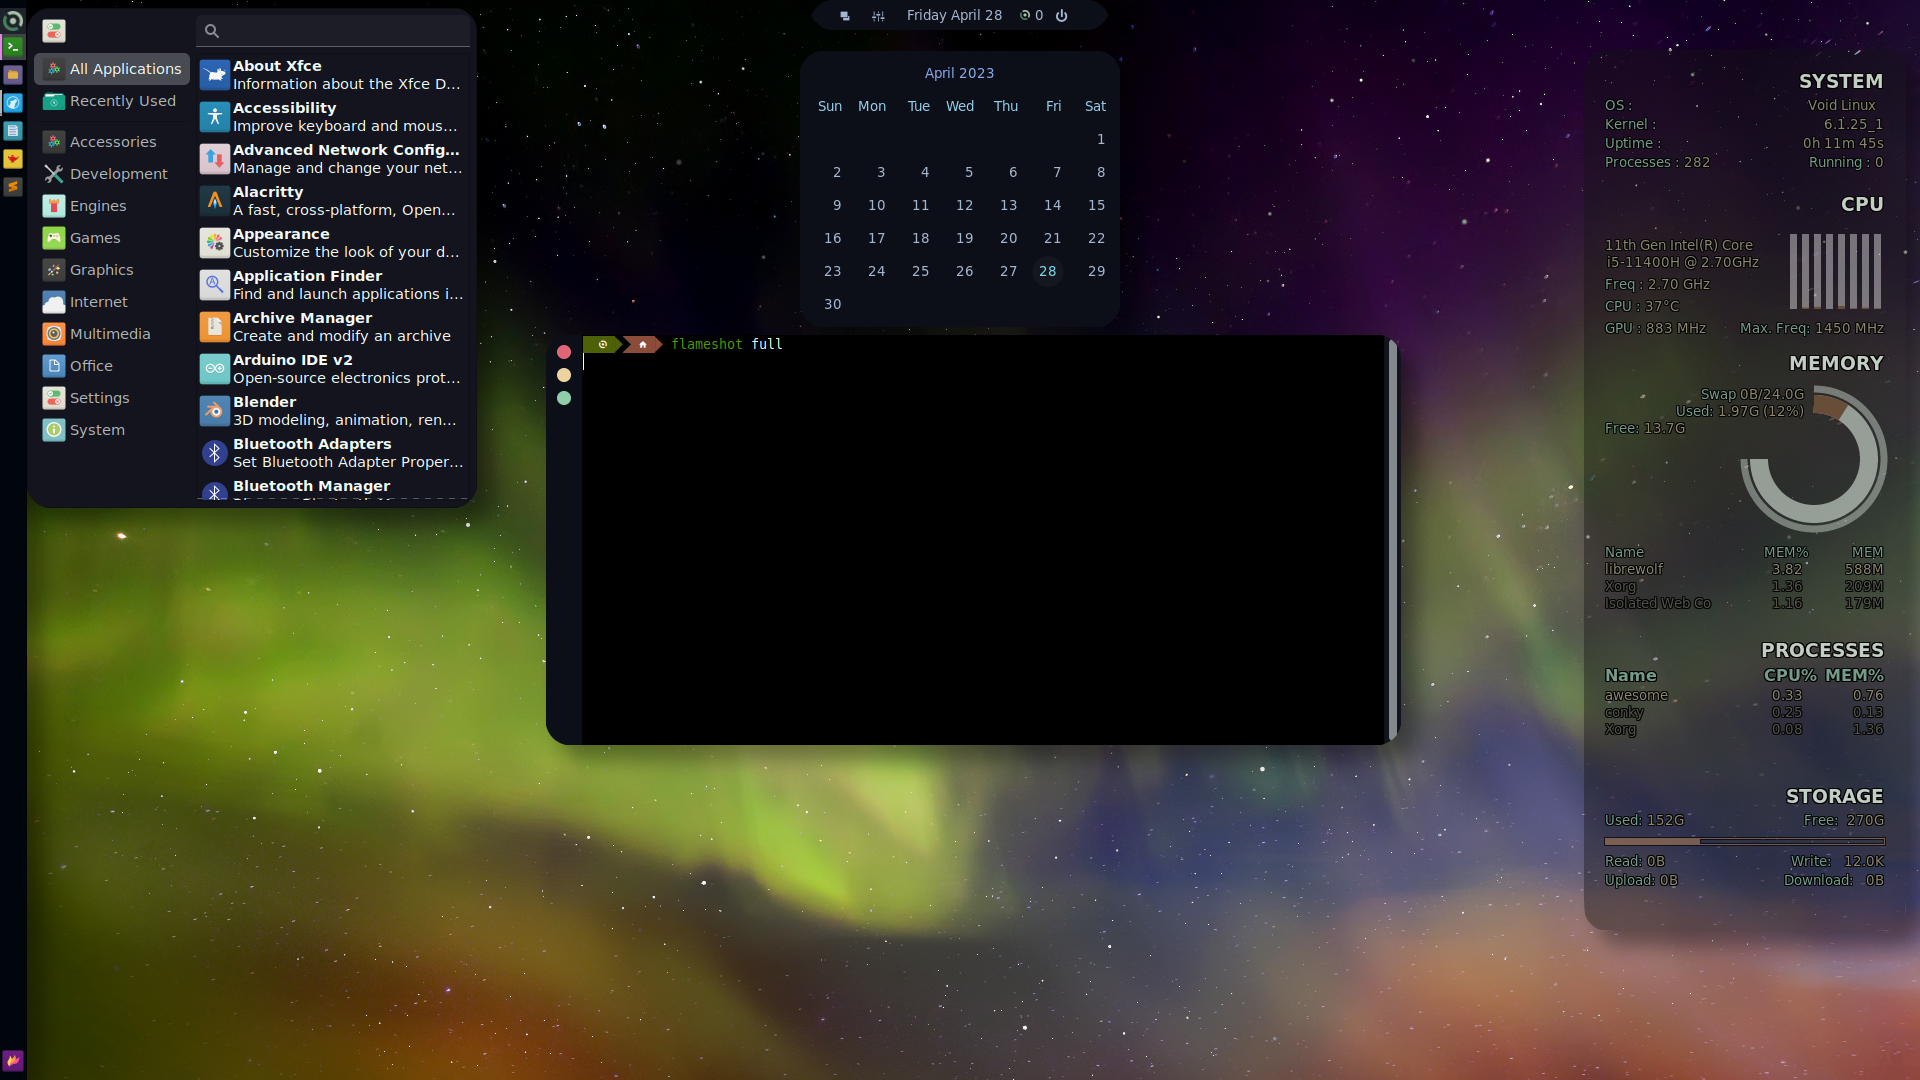 Friday April 28 0
All Applications
Recently Used
Accessories
Development
Engines
Games
Graphics
Internet
Multimedia
Office
Settings
System
About Xfce
Information about the Xfce D...
Accessibility
Improve keyboard and mous...
Advanced Network Config...
Manage and change your net...
Alacritty
A fast, cross-platform, Open...
Appearance
Customize the look of your d...
Application Finder
Find and launch applications i...
Archive Manager
Create and modify an archive
Arduino IDE v2
Open-source electronics prot...
Blender
3D modeling, animation, ren...
Bluetooth Adapters
Set Bluetooth Adapter Proper...
Bluetooth Manager
April 2023
Sun Mon Tue Wed Thu Fri Sat
1
2 3 4 5 6 7 8
9 10 11 12 13 14 15
16 17 18 19 20 21 22
23 24 25 26 27 28 29
30
flameshot full
SYSTEM
OS : Void Linux
Kernel : 6.1.25_1
Uptime : 0h 11m 45s
Processes : 282 Running : 0
CPU
11th Gen Intel(R) Core
i5-11400H @ 2.70GHz
Freq : 2.70 GHz
CPU : 37°C
GPU : 883 MHz Max. Freq: 1450 MHz
MEMORY
Swap 0B/24.0G
Used: 1.97G (12%)
Free: 13.7G
Name MEM% MEM
librewolf 3.82 588M
Xorg 1.36 209M
Isolated Web Co 1.16 179M
PROCESSES
Name CPU% MEM%
awesome 0.33 0.76
conky 0.25 0.13
Xorg 0.08 1.36
STORAGE
Used: 152G Free: 270G
Read: 0B Write: 12.0K
Upload: 0B Download: 0B